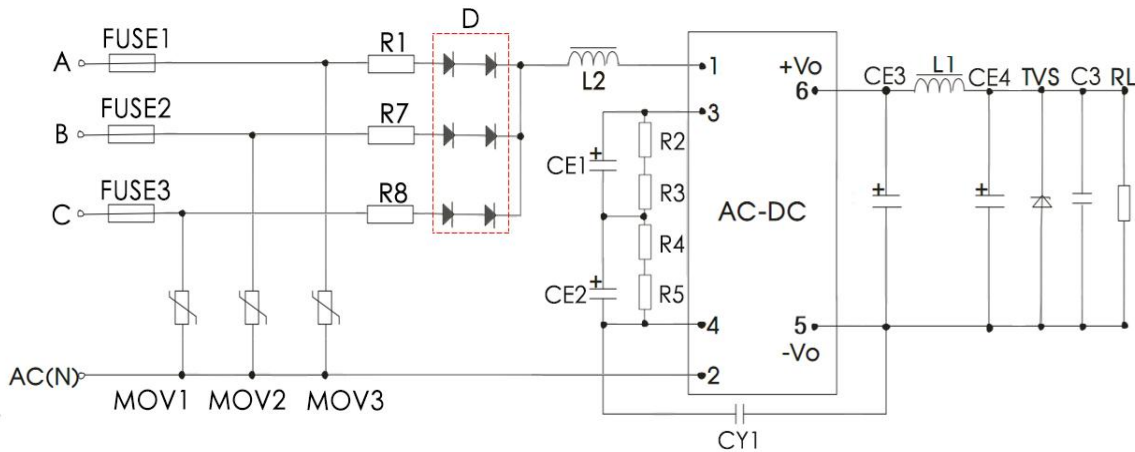 D
FUSE1
R1
A
L2
1
+Vo
6
CE3
L1
CE4
TVS
C3
RL
FUSE2
R7
B
3
+
CE1
R2
R3
FUSE3
R8
C
AC-DC
+
+
R4
+
CE2
R5
4
5
-Vo
AC(N)
2
MOV1
MOV2
MOV3
CY1